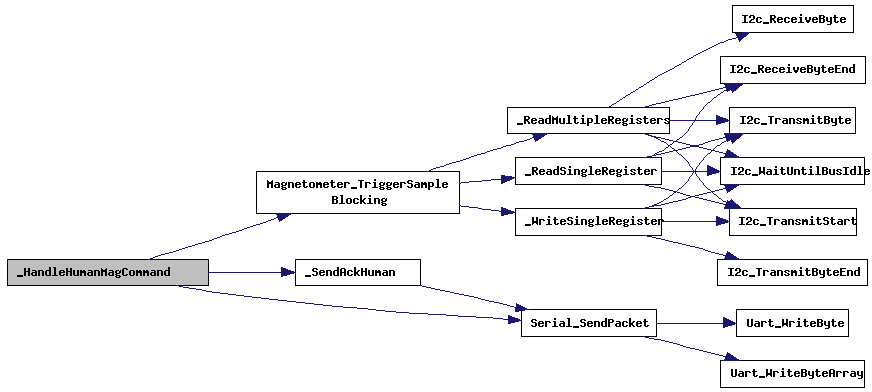 I2c_ReceiveByte
I2c_ReceiveByteEnd
_ReadMultipleRegisters
I2c_TransmitByte
_ReadSingleRegister
I2c_WaitUntilBusIdle
Magnetometer_TriggerSample
Blocking
_WriteSingleRegister
I2c_TransmitStart
_HandleHumanMagCommand
_SendAckHuman
I2c_TransmitByteEnd
Serial_SendPacket
Uart_WriteByte
Uart_WriteByteArray